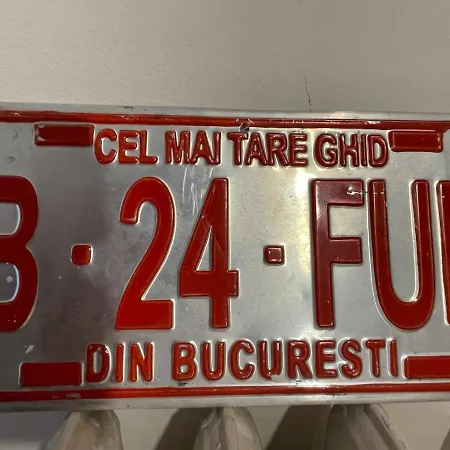 CEL MAI TARE GHID
B·24·FU
DIN BUCURESTI